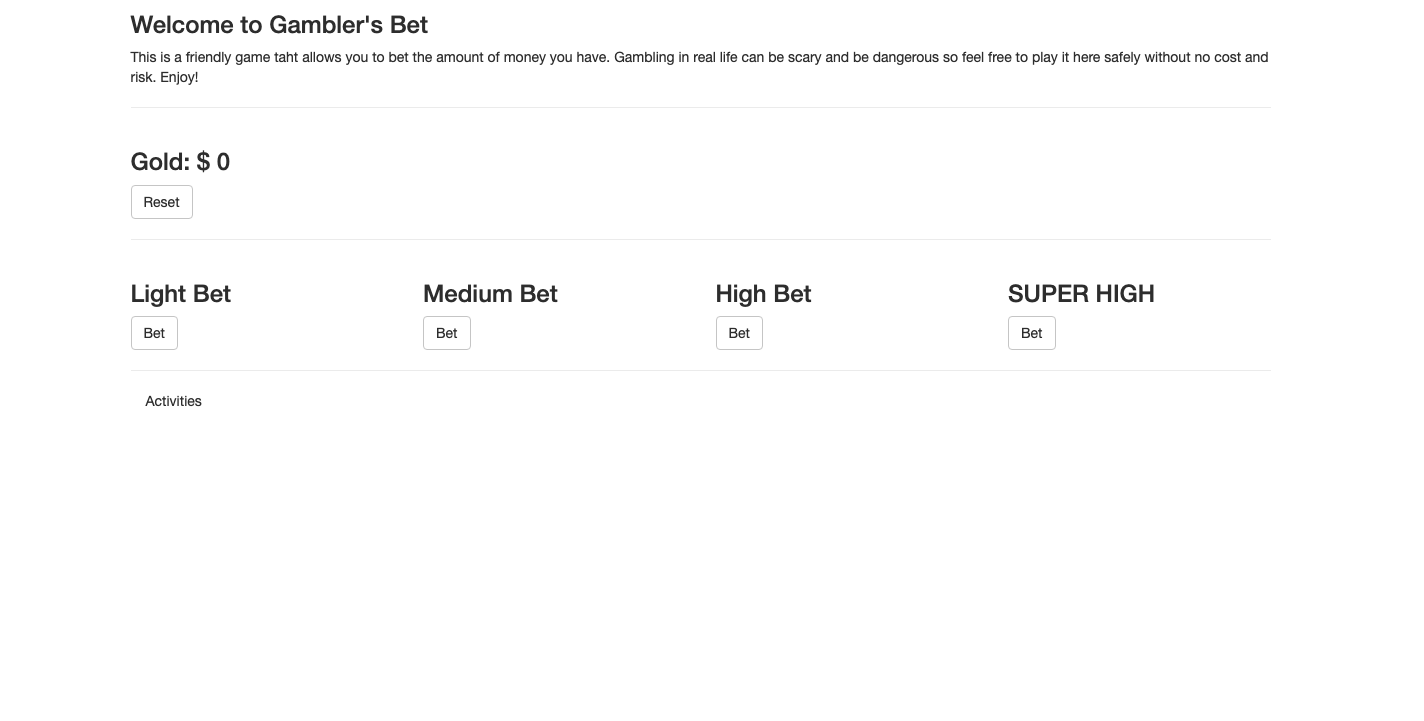 Welcome to Gambler's Bet
This is a friendly game taht allows you to bet the amount of money you have. Gambling in real life can be scary and be dangerous so feel free to play it here safely without no cost and
risk. Enjoy!
Gold: $ 0
Reset
Light Bet
Medium Bet
High Bet
SUPER HIGH
Bet
Bet
Bet
Bet
Activities